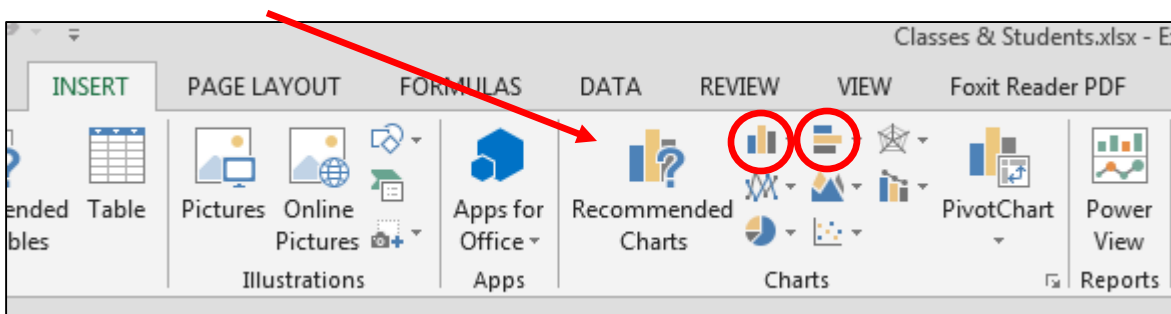 Classes & Students.xlsx - E
INSERT PAGE LAYOUT FORMULAS DATA REVIEW VIEW Foxit Reader PDF
ended Table Pictures Online Apps for Recommended PivotChart Power
bles Pictures Office Charts View
Illustrations Apps Charts Reports